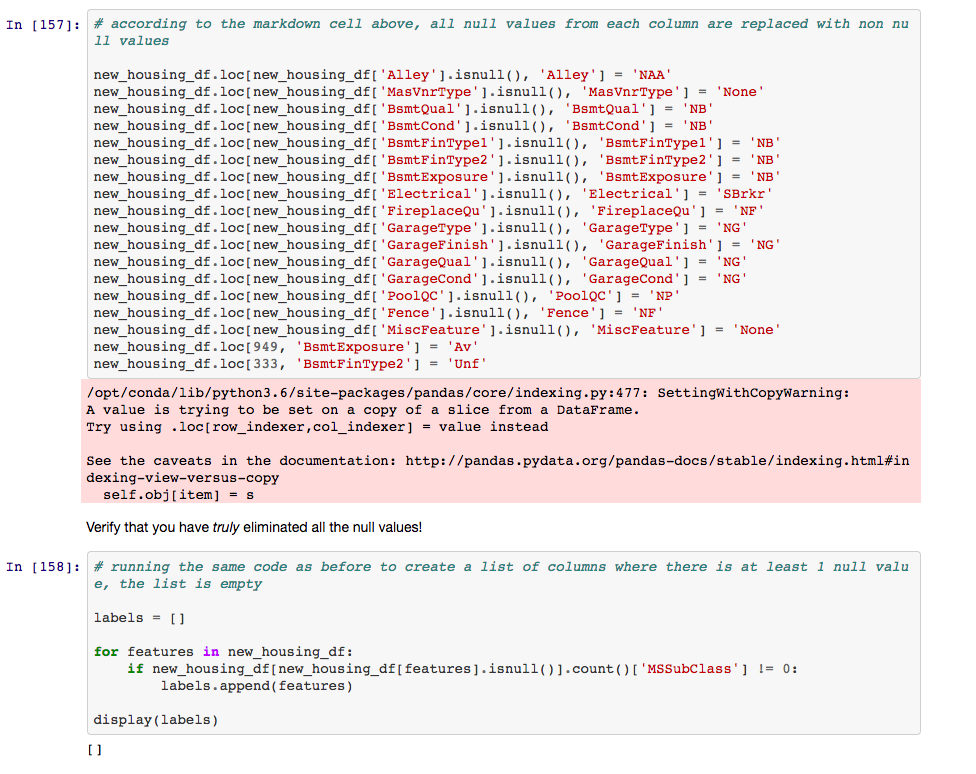 In [157]: # according to the markdown cell above, all null values from each column are replaced with non nu
ll values
new_housing_df.loc[new_housing_df['Alley'].isnull(), 'Alley'] = 'NAA'
new_housing_df.loc[new_housing_df['MasVnrType'].isnull(), 'MasVnrType'] = 'None'
new_housing_df.loc[new_housing_df['BsmtQual'].isnull(), 'BsmtQual'] = 'NB'
new_housing_df.loc[new_housing_df['BsmtCond'].isnull(), 'BsmtCond'] = 'NB'
new_housing_df.loc[new_housing_df['BsmtFinType1'].isnull(), 'BsmtFinType1'] = 'NB'
new_housing_df.loc[new_housing_df['BsmtFinType2'].isnull(), 'BsmtFinType2'] = 'NB'
new_housing_df.loc[new_housing_df['BsmtExposure'].isnull(), 'BsmtExposure'] = 'NB'
new_housing_df.loc[new_housing_df['Electrical'].isnull(), 'Electrical'] = 'SBrkr'
new_housing_df.loc[new_housing_df['FireplaceQu'].isnull(), 'FireplaceQu'] = 'NF'
new_housing_df.loc[new_housing_df['GarageType'].isnull(), 'GarageType'] = 'NG'
new_housing_df.loc[new_housing_df['GarageFinish'].isnull(), 'GarageFinish'] = 'NG'
new_housing_df.loc[new_housing_df['GarageQual'].isnull(), 'GarageQual'] = 'NG'
new_housing_df.loc[new_housing_df['GarageCond'].isnull(), 'GarageCond'] = 'NG'
new_housing_df.loc[new_housing_df['PoolQC'].isnull(), 'PoolQC'] = 'NP'
new_housing_df.loc[new_housing_df['Fence'].isnull(), 'Fence'] = 'NF'
new_housing_df.loc[new_housing_df['MiscFeature'].isnull(), 'MiscFeature'] = 'None'
new_housing_df.loc[949, 'BsmtExposure'] = 'Av'
new_housing_df.loc[333, 'BsmtFinType2'] = 'Unf'
/opt/conda/lib/python3.6/site-packages/pandas/core/indexing.py:477: SettingWithCopyWarning:
A value is trying to be set on a copy of a slice from a DataFrame.
Try using .loc[row_indexer,col_indexer] = value instead
See the caveats in the documentation: http://pandas.pydata.org/pandas-docs/stable/indexing.html#in
dexing-view-versus-copy
self.obj[item] = s
Verify that you have truly eliminated all the null values!
In [158]: # running the same code as before to create a list of columns where there is at least 1 null valu
e, the list is empty
labels = []
for features in new_housing_df:
if new_housing_df[new_housing_df[features].isnull()].count()['MSSubClass'] != 0:
labels.append(features)
display(labels)
[]